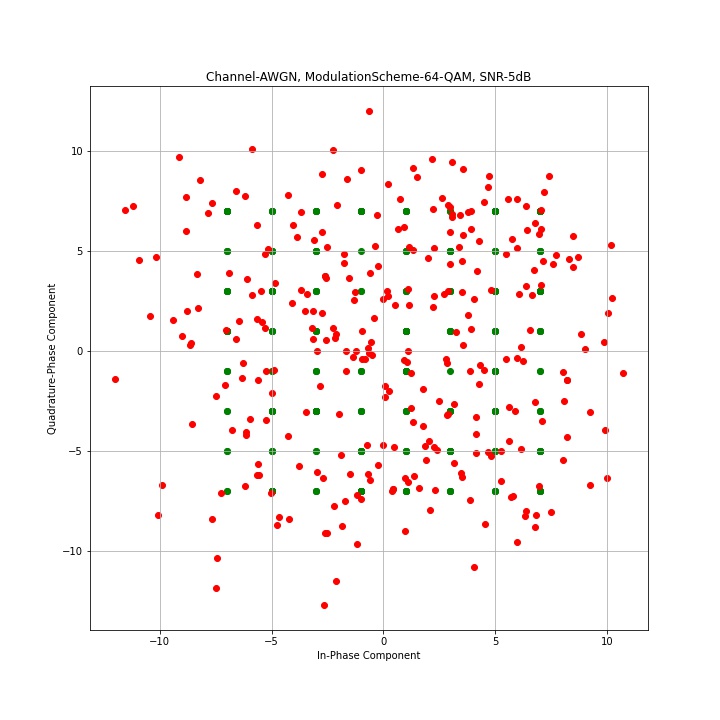 Channel-AWGN, ModulationScheme-64-QAM, SNR-5dB
10
5
0
−5
−10
Quadrature-Phase Component
−10 −5 0 5 10
In-Phase Component